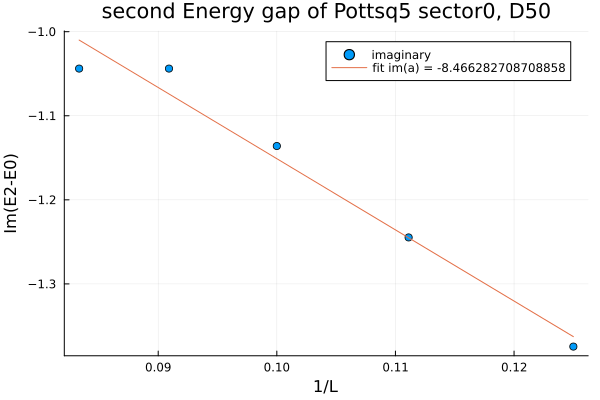 second Energy gap of Pottsq5 sector0, D50
imaginary
fit im(a) = -8.466282708708858
Im(E2-E0)
−1.0
−1.1
−1.2
−1.3
0.09
0.10
0.11
0.12
1/L